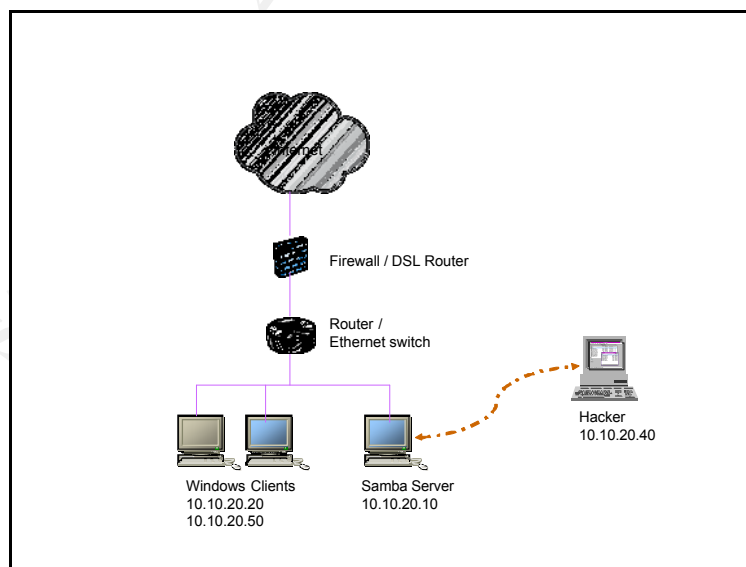 Internet
Firewall / DSL Router
Router /
Ethernet switch
Hacker
10.10.20.40
Windows Clients
10.10.20.20
10.10.20.50
Samba Server
10.10.20.10